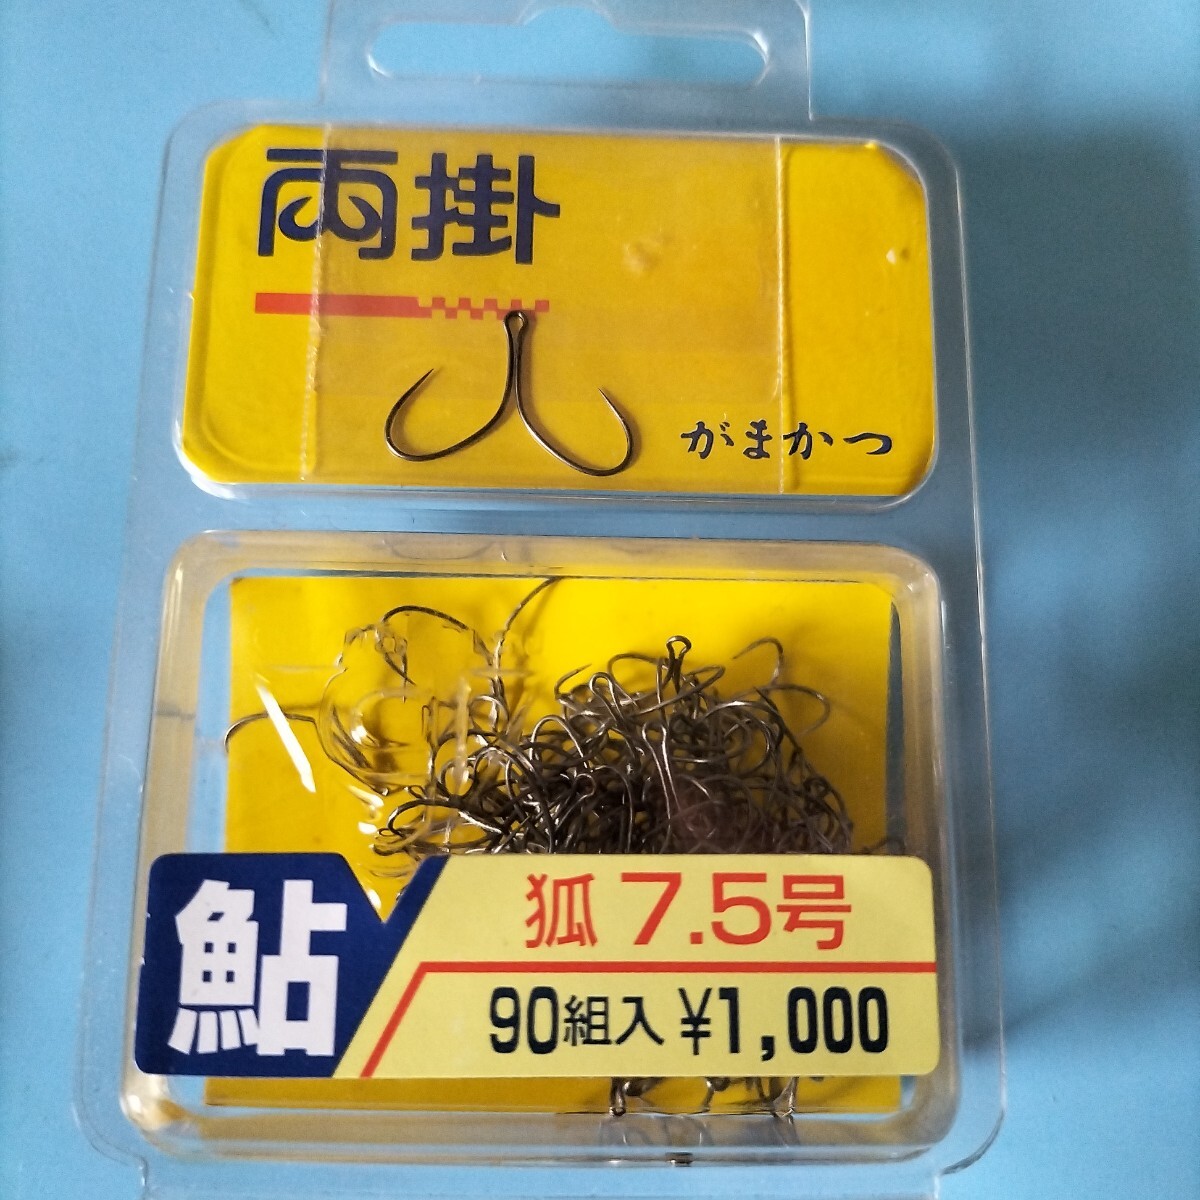 両掛
がまかつ
鮎
狐 7.5号
90組入 ¥1,000